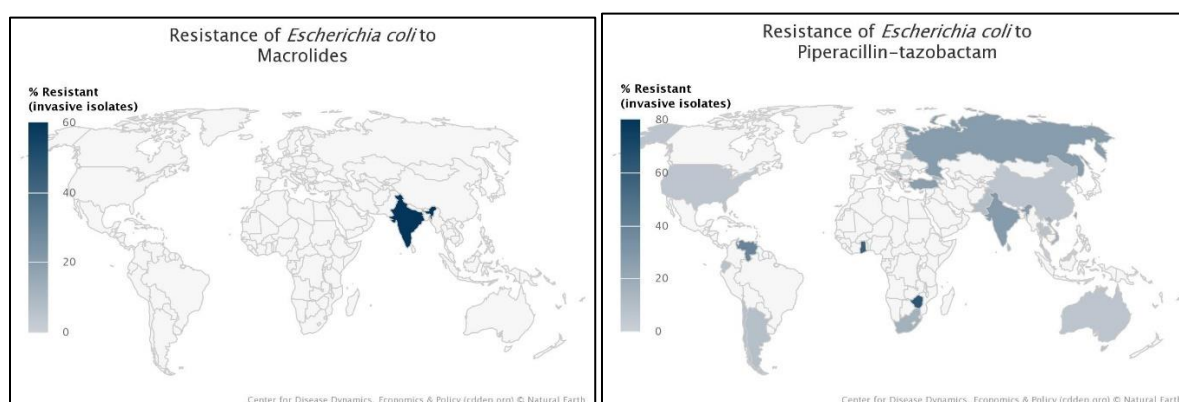 Resistance of Escherichia coli to
Macrolides
% Resistant
(invasive isolates)
60
40
20
0
Center for Disease Dynamics, Economics & Policy (cddep.org) © Natural Earth
Resistance of Escherichia coli to
Piperacillin-tazobactam
% Resistant
(invasive isolates)
80
60
40
20
0
Center for Disease Dynamics, Economics & Policy (cddep.org) © Natural Earth